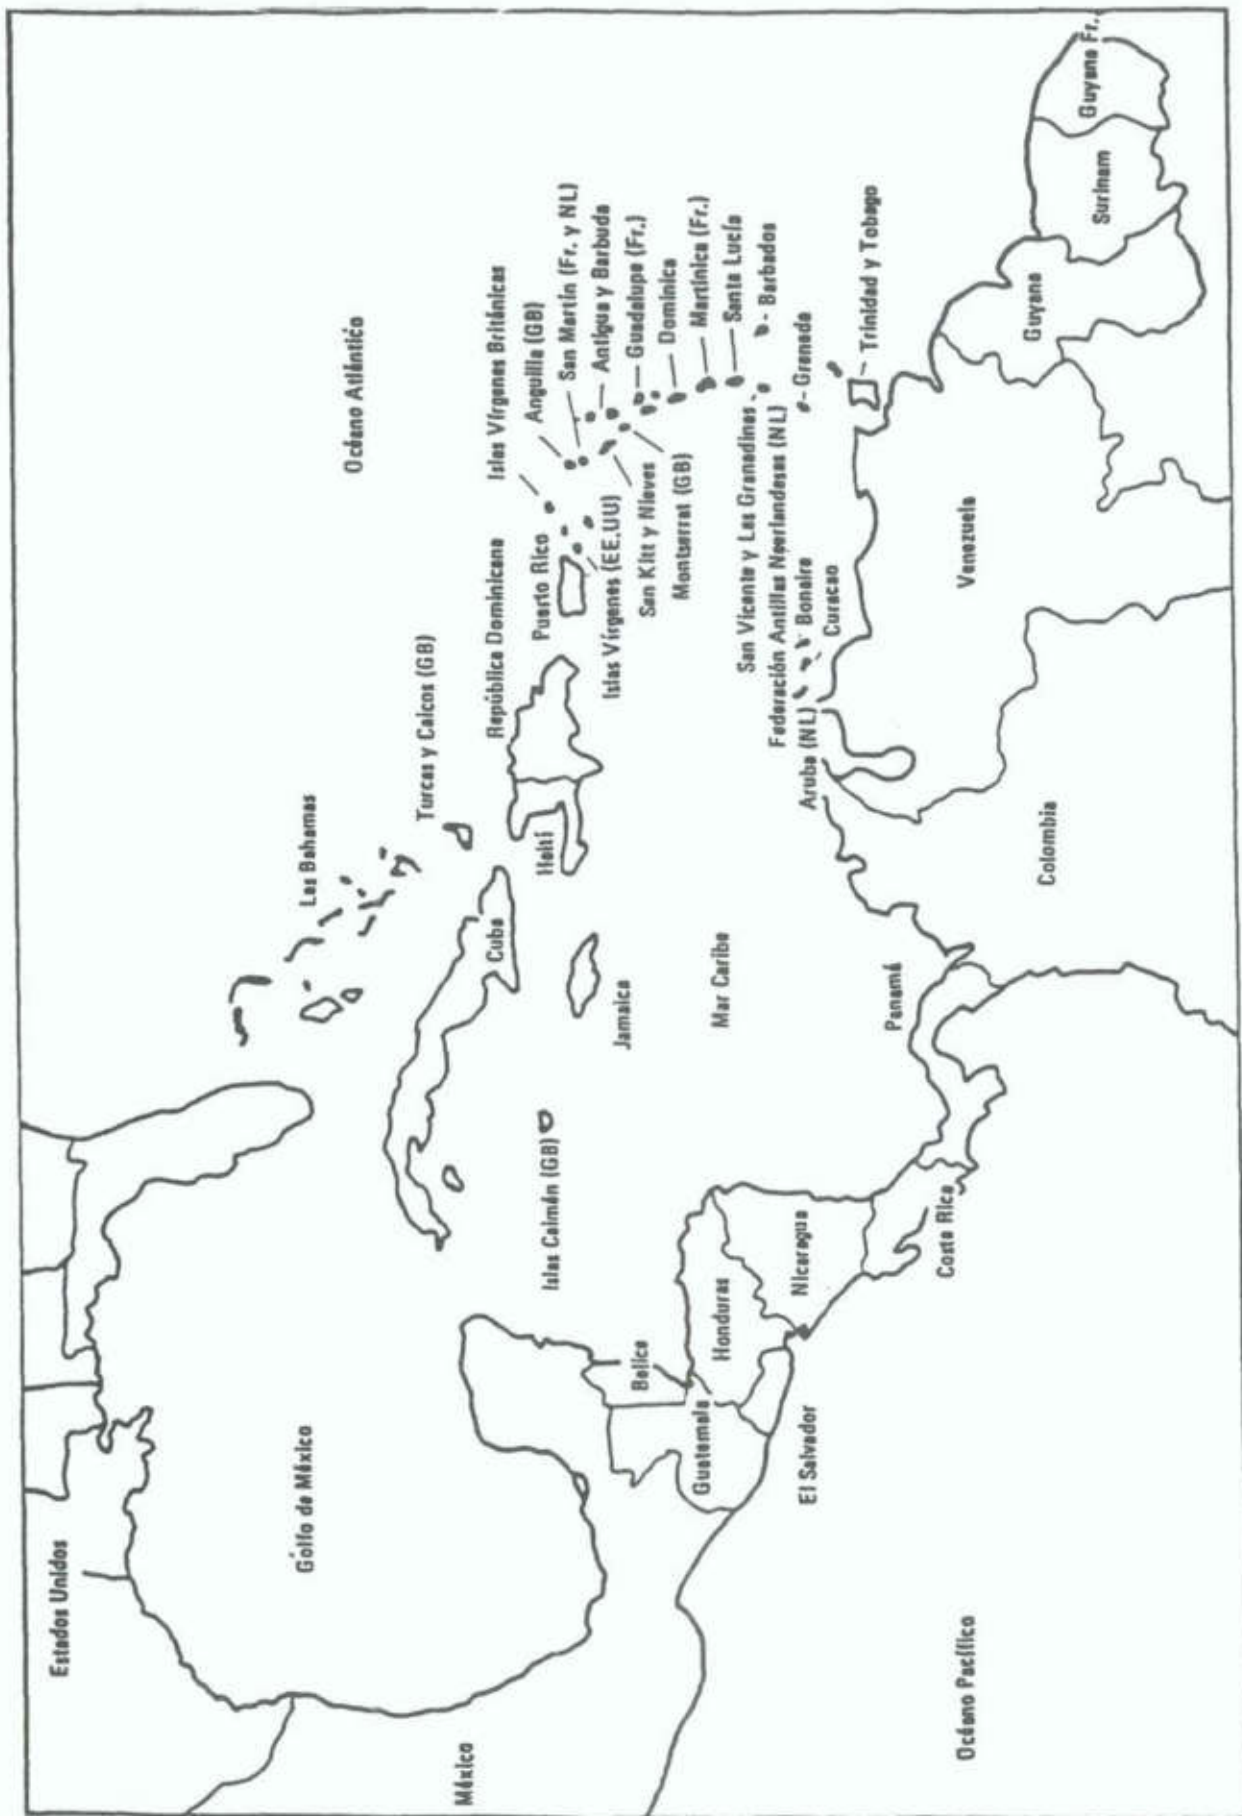 Estados Unidos
Gólfo de México
México
Océano Pacífico
Océano Atlántico
Las Bahamas
Turcas y Caicos (GB)
Cuba
Islas Caimán (GB)
Jamaica
Haití
República Dominicana
Puerto Rico
Islas Vírgenes Británicas
Islas Vírgenes (EE.UU)
Anguilla (GB)
San Martín (Fr. y NL)
Antigua y Barbuda
San Kitt y Nieves
Montserrat (GB)
Guadalupe (Fr.)
Dominica
Martinica (Fr.)
Santa Lucía
Barbados
San Vicente y Las Granadinas
Granada
Federación Antillas Neerlandesas (NL)
Aruba (NL)
Bonaire
Curacao
Trinidad y Tobago
Mar Caribe
Belice
Guatemala
Honduras
El Salvador
Nicaragua
Costa Rica
Panamá
Colombia
Venezuela
Guyana
Surinam
Guyana Fr.